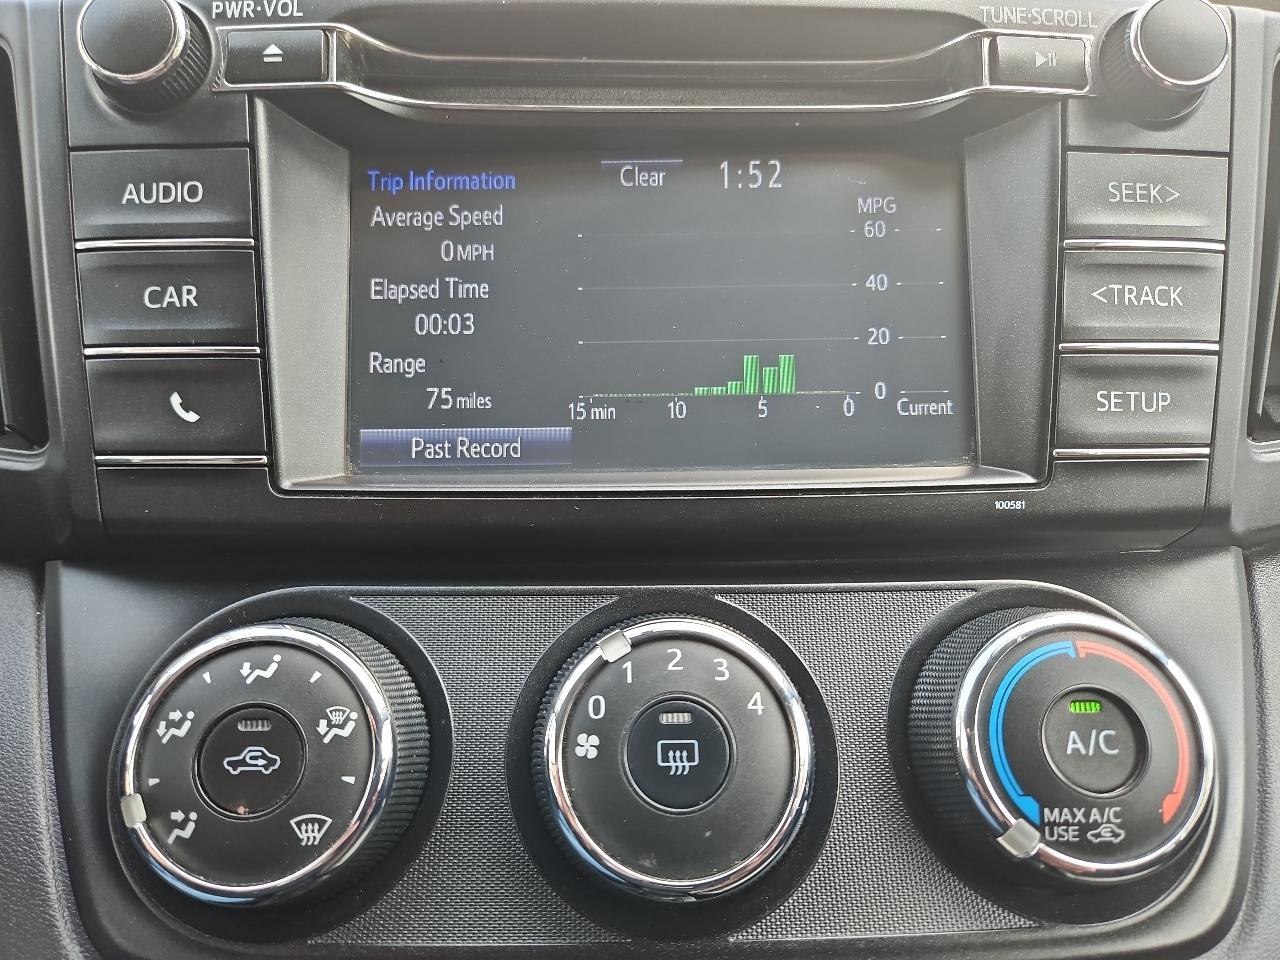 PWR·VOL
TUNE·SCROLL
AUDIO
CAR
Trip Information
Clear
1:52
Average Speed
0 MPH
Elapsed Time
00:03
Range
75 miles
Past Record
MPG
60
40
20
0
15 min
10
5
0
Current
SEEK>
<TRACK
SETUP
100581
0
1
2
3
4
A/C
MAX A/C
USE